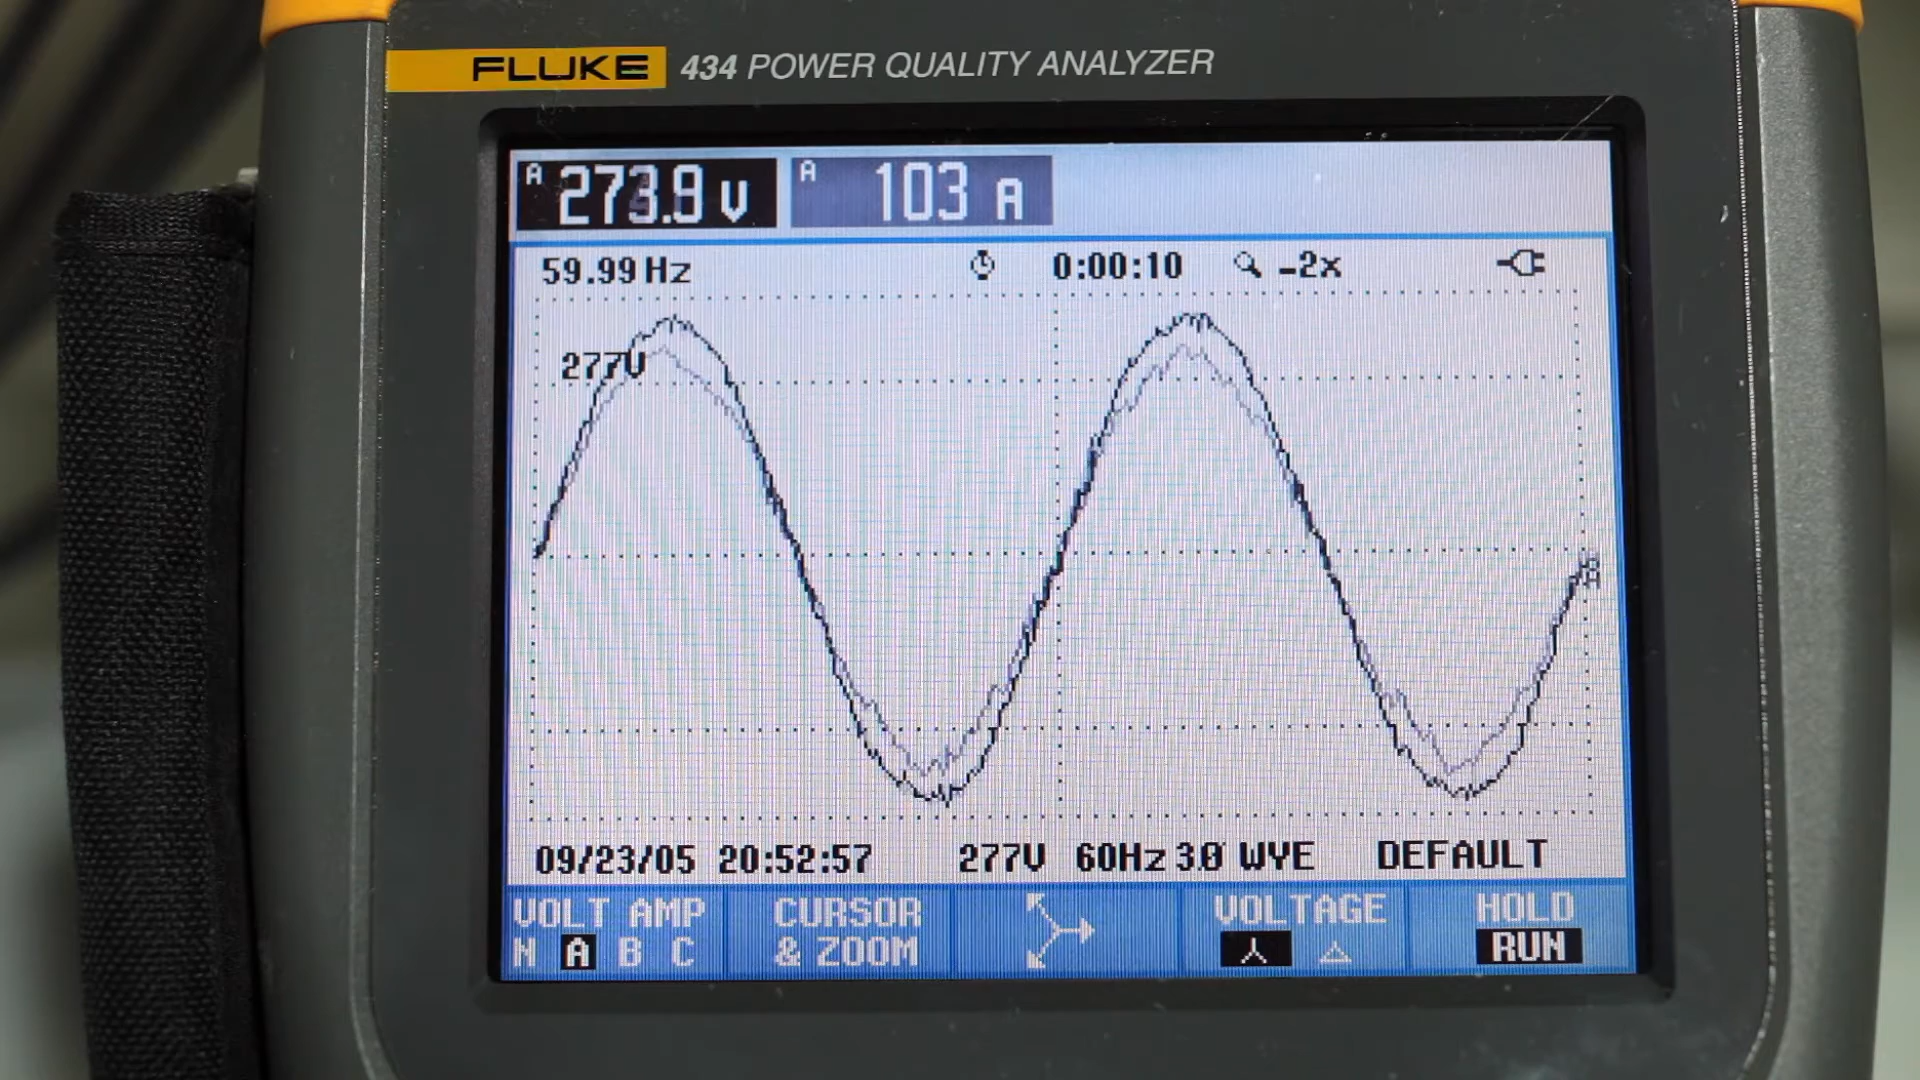 FLUKE 434 POWER QUALITY ANALYZER
A 273.9 V A 103 A
59.99 Hz 0:00:10 -2x
277V
09/23/05 20:52:57 277V 60Hz 3Ø WYE DEFAULT
VOLT AMP CURSOR VOLTAGE HOLD
N A B C & ZOOM RUN